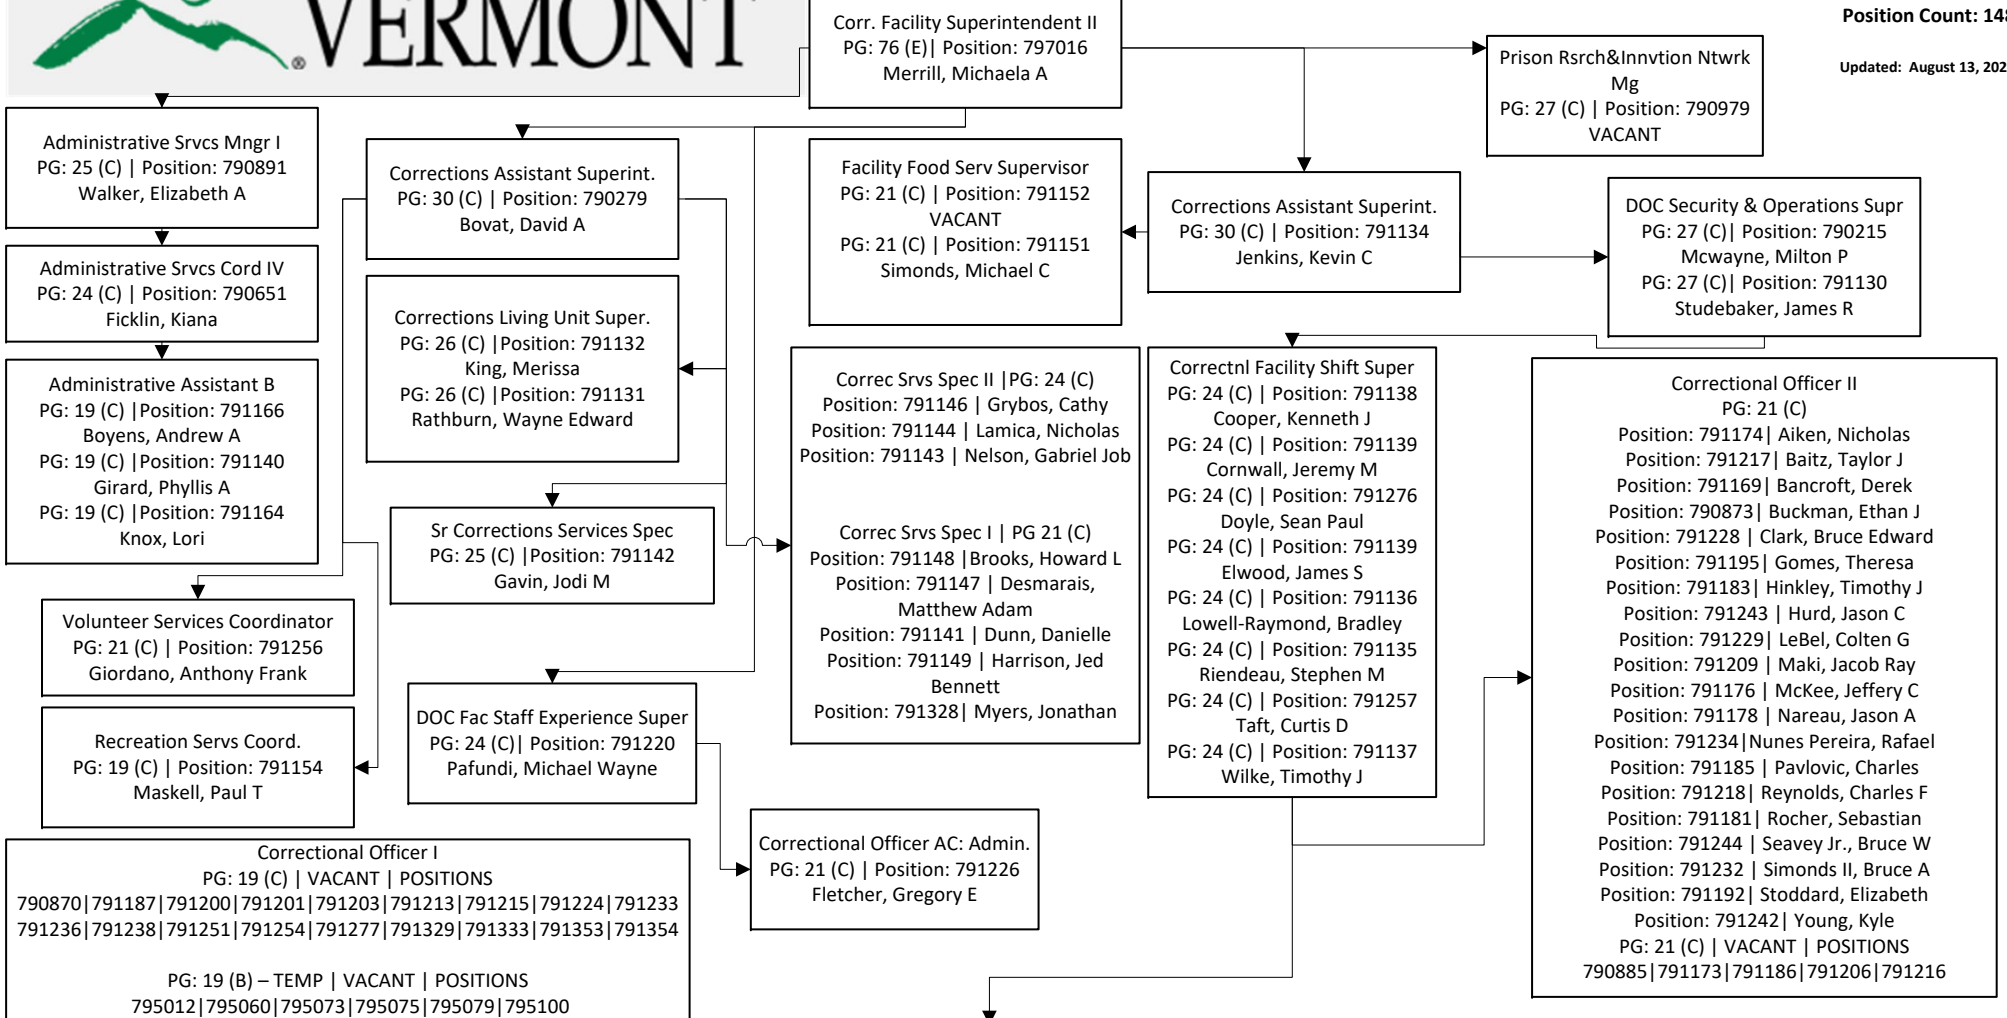 VERMONT
®
Corr. Facility Superintendent II
PG: 76 (E)| Position: 797016
Merrill, Michaela A
Position Count: 148
Updated: August 13, 202
Prison Rsrch&Innvtion Ntwrk
Mg
PG: 27 (C) | Position: 790979
VACANT
Administrative Srvcs Mngr I
PG: 25 (C) | Position: 790891
Walker, Elizabeth A
Corrections Assistant Superint.
PG: 30 (C) | Position: 790279
Bovat, David A
Facility Food Serv Supervisor
PG: 21 (C) | Position: 791152
VACANT
PG: 21 (C) | Position: 791151
Simonds, Michael C
Corrections Assistant Superint.
PG: 30 (C) | Position: 791134
Jenkins, Kevin C
DOC Security & Operations Supr
PG: 27 (C)| Position: 790215
Mcwayne, Milton P
PG: 27 (C)| Position: 791130
Studebaker, James R
Administrative Srvcs Cord IV
PG: 24 (C) | Position: 790651
Ficklin, Kiana
Corrections Living Unit Super.
PG: 26 (C) |Position: 791132
King, Merissa
PG: 26 (C) |Position: 791131
Rathburn, Wayne Edward
Administrative Assistant B
PG: 19 (C) |Position: 791166
Boyens, Andrew A
PG: 19 (C) |Position: 791140
Girard, Phyllis A
PG: 19 (C) |Position: 791164
Knox, Lori
Correc Srvs Spec II |PG: 24 (C)
Position: 791146 | Grybos, Cathy
Position: 791144 | Lamica, Nicholas
Position: 791143 | Nelson, Gabriel Job
Correc Srvs Spec I | PG 21 (C)
Position: 791148 |Brooks, Howard L
Position: 791147 | Desmarais,
Matthew Adam
Position: 791141 | Dunn, Danielle
Position: 791149 | Harrison, Jed
Bennett
Position: 791328| Myers, Jonathan
Correctnl Facility Shift Super
PG: 24 (C) | Position: 791138
Cooper, Kenneth J
PG: 24 (C) | Position: 791139
Cornwall, Jeremy M
PG: 24 (C) | Position: 791276
Doyle, Sean Paul
PG: 24 (C) | Position: 791139
Elwood, James S
PG: 24 (C) | Position: 791136
Lowell-Raymond, Bradley
PG: 24 (C) | Position: 791135
Riendeau, Stephen M
PG: 24 (C) | Position: 791257
Taft, Curtis D
PG: 24 (C) | Position: 791137
Wilke, Timothy J
Correctional Officer II
PG: 21 (C)
Position: 791174| Aiken, Nicholas
Position: 791217| Baitz, Taylor J
Position: 791169| Bancroft, Derek
Position: 790873| Buckman, Ethan J
Position: 791228 | Clark, Bruce Edward
Position: 791195| Gomes, Theresa
Position: 791183| Hinkley, Timothy J
Position: 791243 | Hurd, Jason C
Position: 791229| LeBel, Colten G
Position: 791209 | Maki, Jacob Ray
Position: 791176 | McKee, Jeffery C
Position: 791178 | Nareau, Jason A
Position: 791234|Nunes Pereira, Rafael
Position: 791185 | Pavlovic, Charles
Position: 791218| Reynolds, Charles F
Position: 791181| Rocher, Sebastian
Position: 791244 | Seavey Jr., Bruce W
Position: 791232 | Simonds II, Bruce A
Position: 791192 | Stoddard, Elizabeth
Position: 791242| Young, Kyle
PG: 21 (C) | VACANT | POSITIONS
790885|791173|791186|791206|791216
Sr Corrections Services Spec
PG: 25 (C) |Position: 791142
Gavin, Jodi M
Volunteer Services Coordinator
PG: 21 (C) | Position: 791256
Giordano, Anthony Frank
Recreation Servs Coord.
PG: 19 (C) | Position: 791154
Maskell, Paul T
DOC Fac Staff Experience Super
PG: 24 (C)| Position: 791220
Pafundi, Michael Wayne
Correctional Officer AC: Admin.
PG: 21 (C) | Position: 791226
Fletcher, Gregory E
Correctional Officer I
PG: 19 (C) | VACANT | POSITIONS
790870|791187|791200|791201|791203|791213|791215|791224|791233
791236|791238|791251|791254|791277|791329|791333|791353|791354
PG: 19 (B) – TEMP | VACANT | POSITIONS
795012|795060|795073|795075|795079|795100